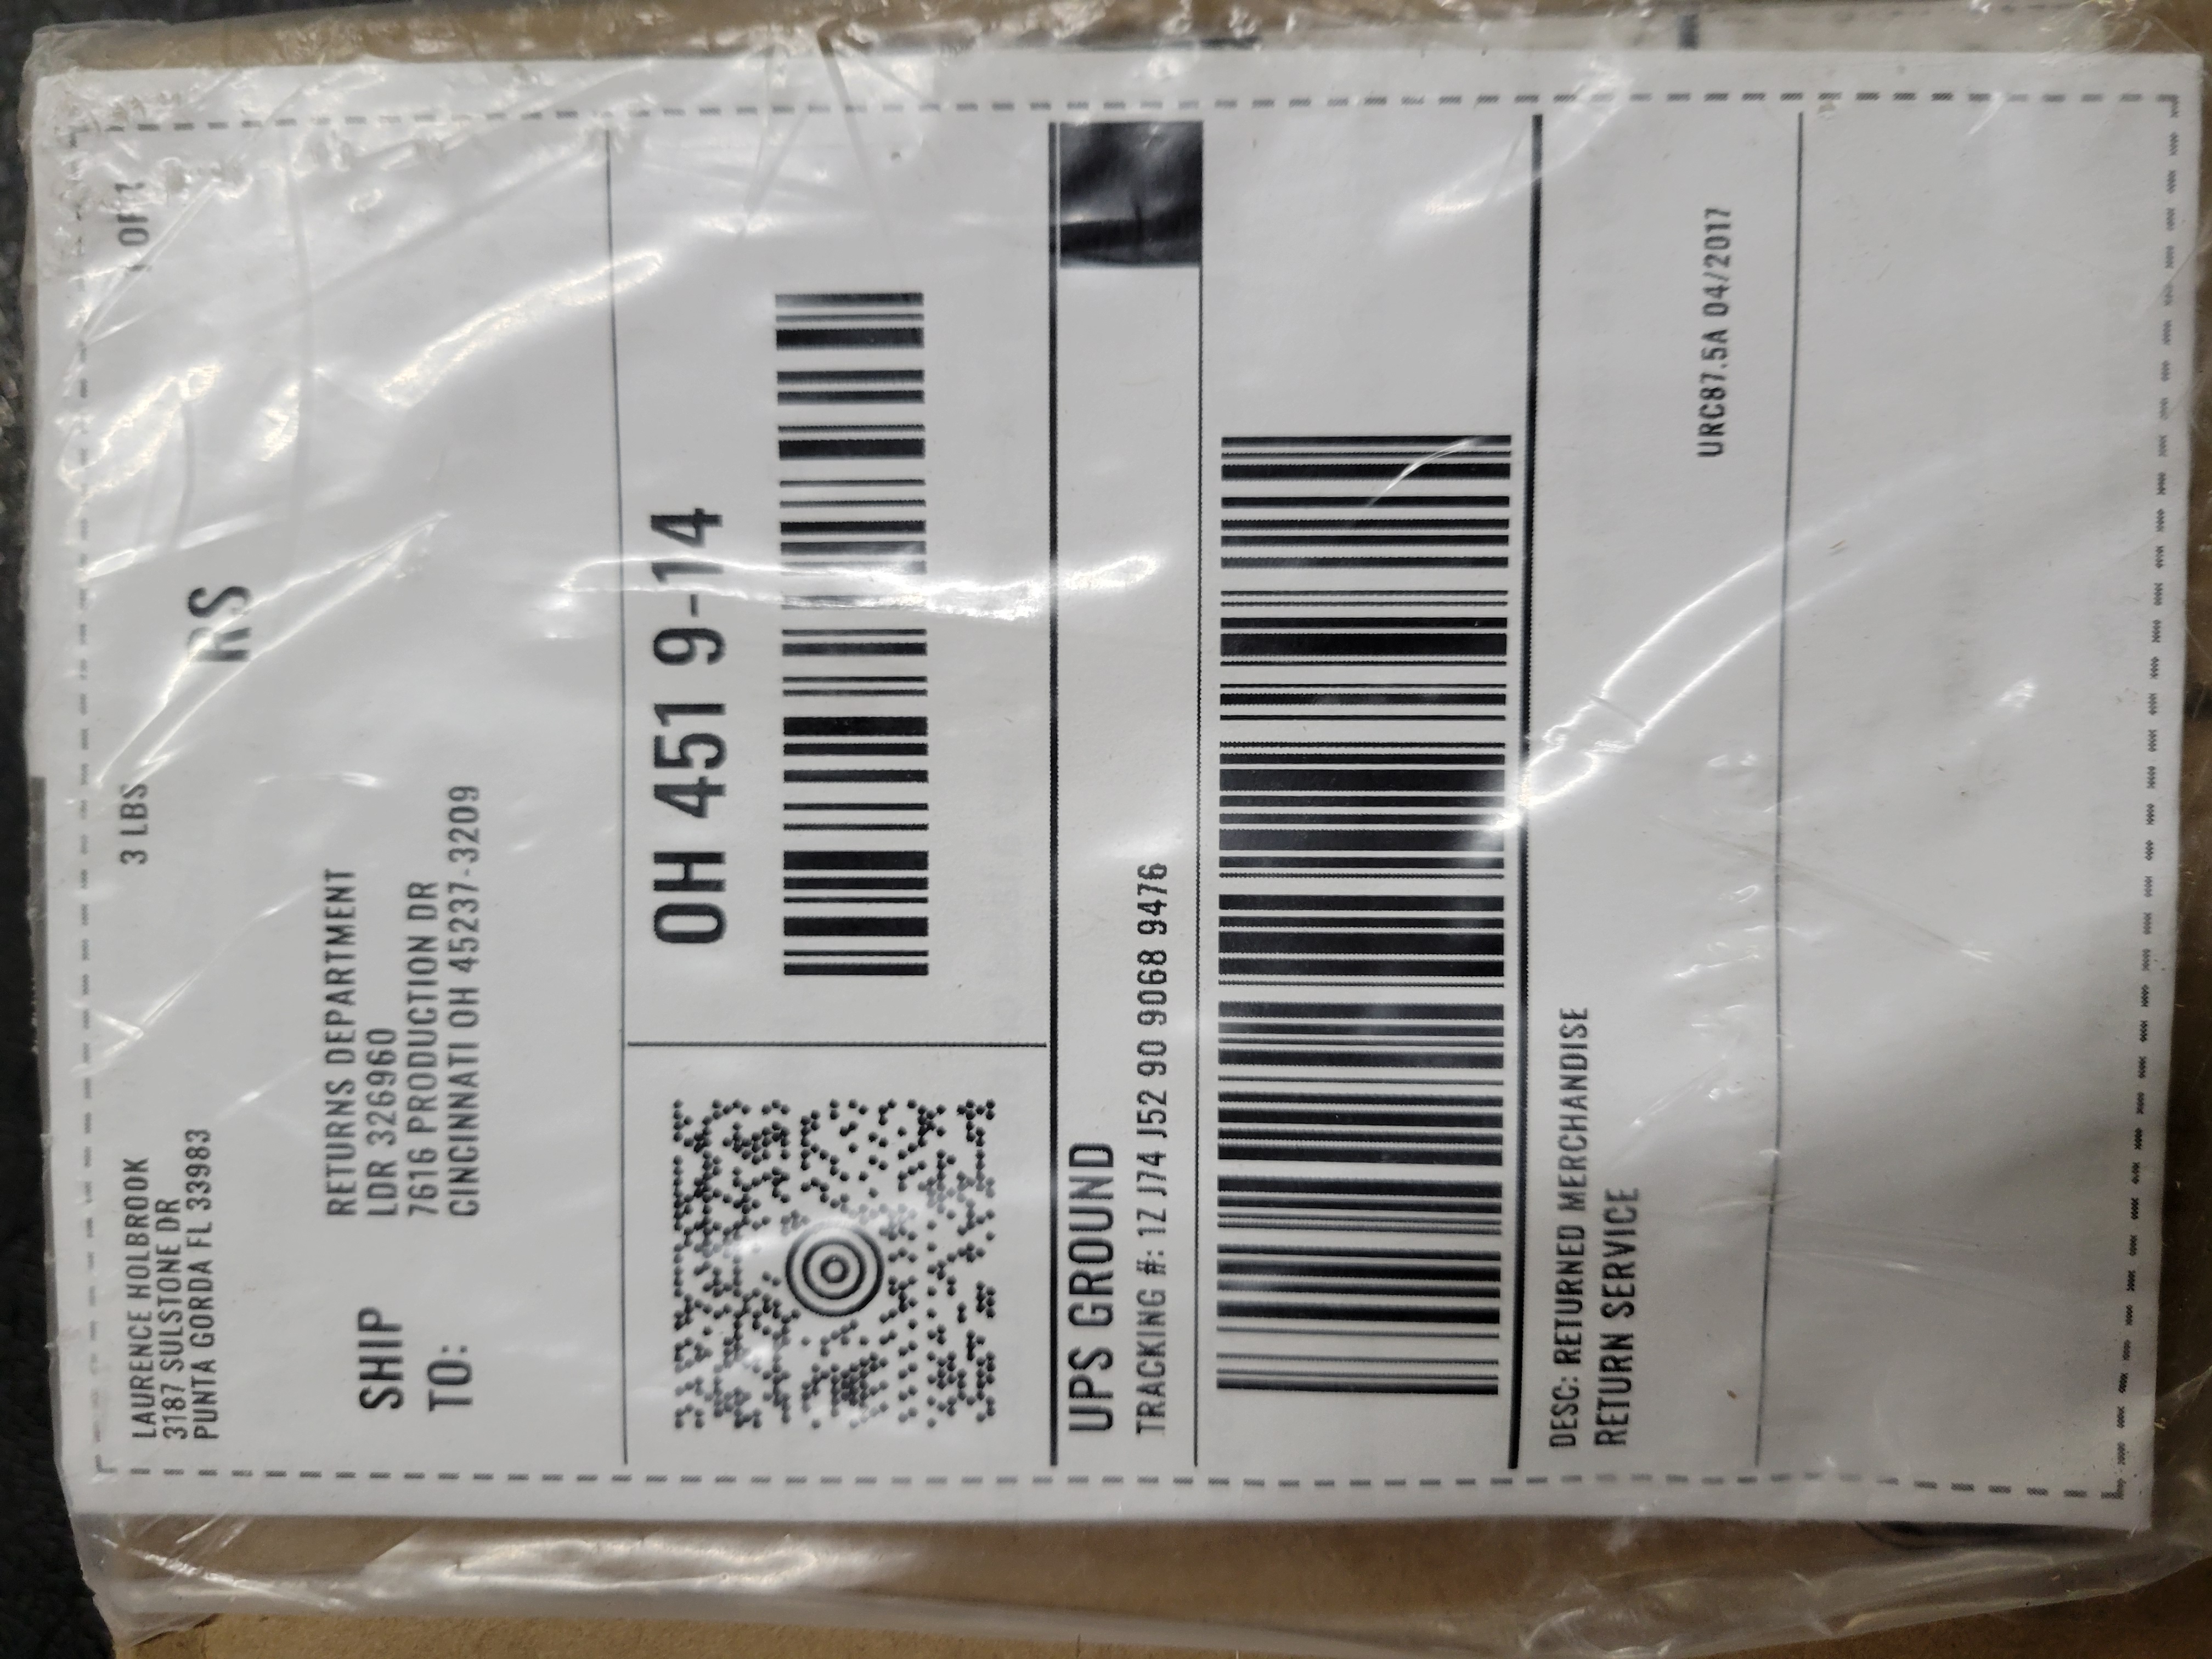 LAURENCE HOLBROOK
3187 SULSTONE DR
PUNTA GORDA FL 33983
3 LBS
OF 1
RS
SHIP TO:
RETURNS DEPARTMENT
LDR 326960
7616 PRODUCTION DR
CINCINNATI OH 45237-3209
OH 451 9-14
UPS GROUND
TRACKING #: 1Z J74 J52 90 9068 9476
DESC: RETURNED MERCHANDISE
RETURN SERVICE
URC87.5A 04/2017